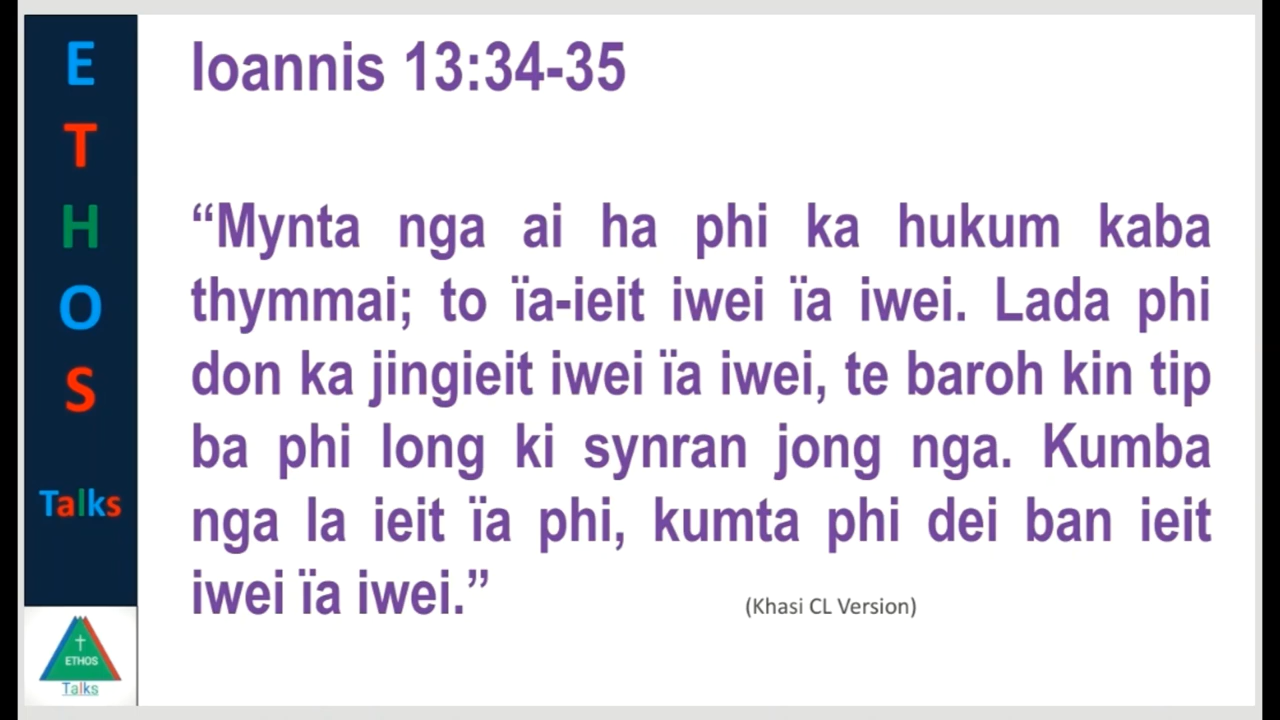 E
T
H
O
S
Talks
ETHOS
Talks
Ioannis 13:34-35
“Mynta nga ai ha phi ka hukum kaba
thymmai; to ïa-ieit iwei ïa iwei. Lada phi
don ka jingieit iwei ïa iwei, te baroh kin tip
ba phi long ki synran jong nga. Kumba
nga la ieit ïa phi, kumta phi dei ban ieit
iwei ïa iwei.”
(Khasi CL Version)